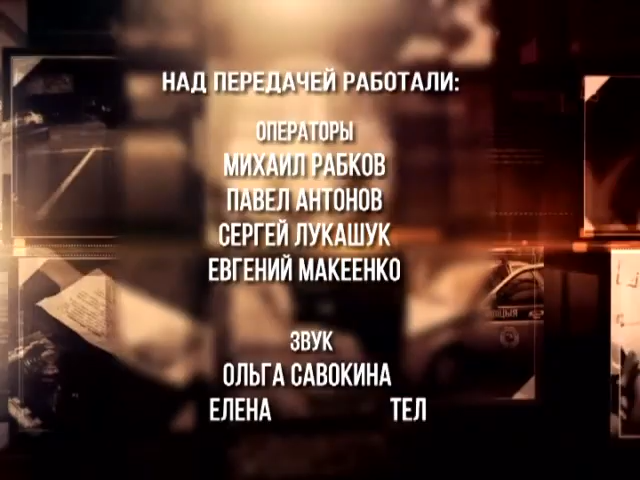 НАД ПЕРЕДАЧЕЙ РАБОТАЛИ:
ОПЕРАТОРЫ
МИХАИЛ РАБКОВ
ПАВЕЛ АНТОНОВ
СЕРГЕЙ ЛУКАШУК
ЕВГЕНИЙ МАКЕЕНКО
ЗВУК
ОЛЬГА САВОКИНА
ЕЛЕНА ТЕЛ